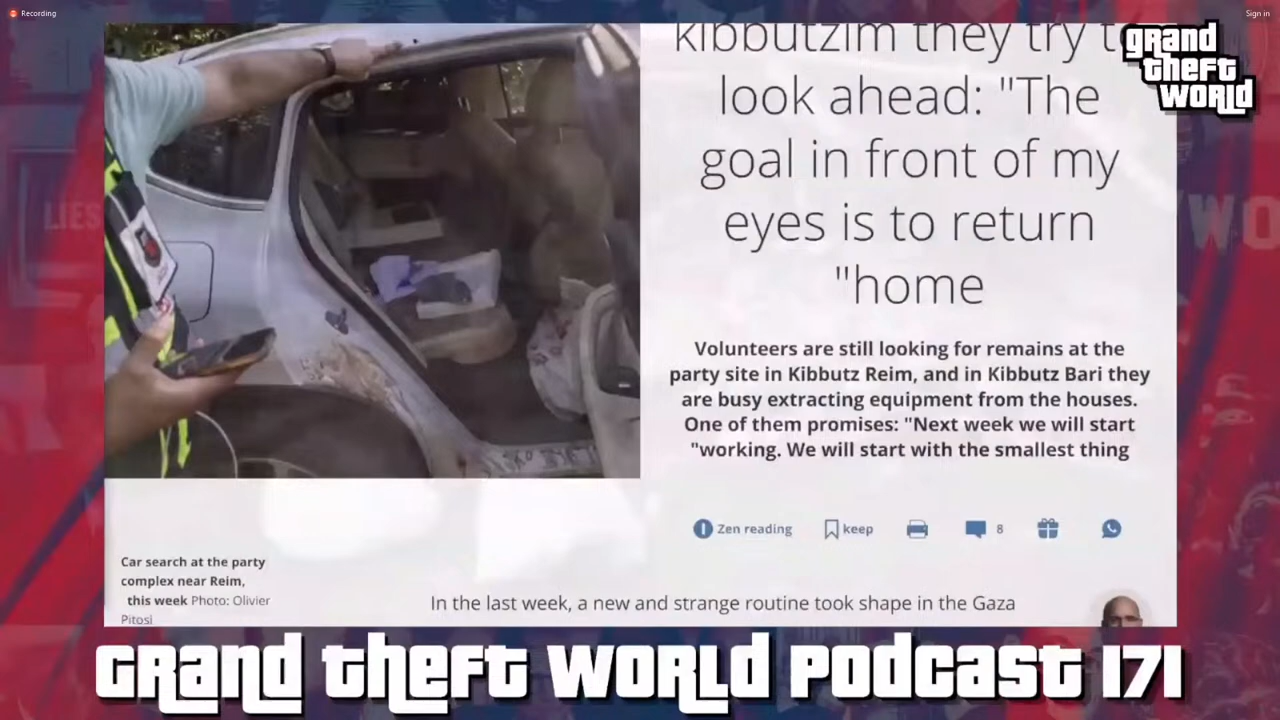 Recording
Sign in
kibbutzim they try
look ahead: "The
goal in front of my
eyes is to return
"home
grand
theft
world
LIES
Volunteers are still looking for remains at the
party site in Kibbutz Reim, and in Kibbutz Bari they
are busy extracting equipment from the houses.
One of them promises: "Next week we will start
"working. We will start with the smallest thing
Zen reading
keep
8
Car search at the party
complex near Reim,
this week Photo: Olivier
Pitosi
In the last week, a new and strange routine took shape in the Gaza
Grand theft World Podcast 171